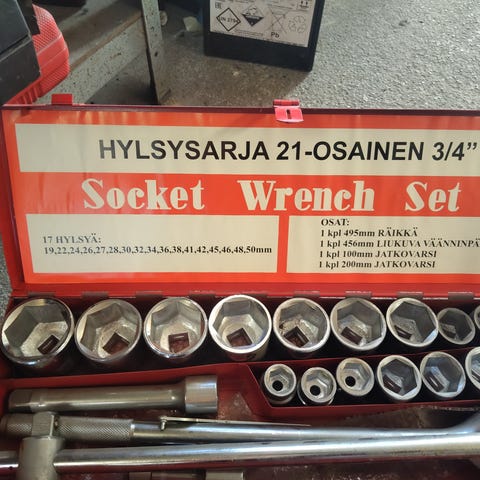 HYLSYSARJA 21-OSAINEN 3/4"
Socket Wrench Set
17 HYLSYÄ:
19,22,24,26,27,28,30,32,34,36,38,41,42,45,46,48,50mm
OSAT:
1 kpl 495mm RÄIKKÄ
1 kpl 456mm LIUKUVA VÄÄNNINPÄ
1 kpl 100mm JATKOVARSI
1 kpl 200mm JATKOVARSI
Pb